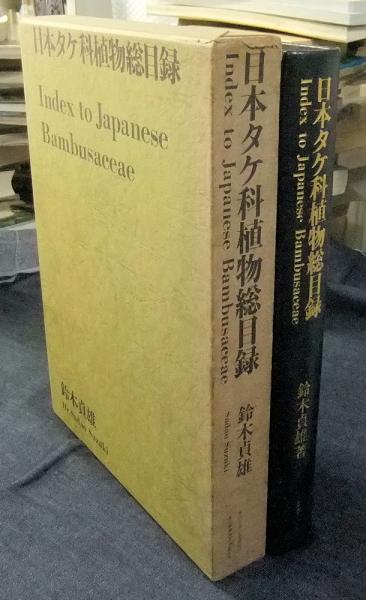 日本タケ科植物総目録
Index to Japanese
Bambusaceae
鈴木貞雄
By Sadao Suzuki
日本タケ科植物総目録
Index to Japanese Bambusaceae
鈴木貞雄
Sadao Suzuki
日本タケ科植物総目録
Index to Japanese Bambusaceae
鈴木貞雄著